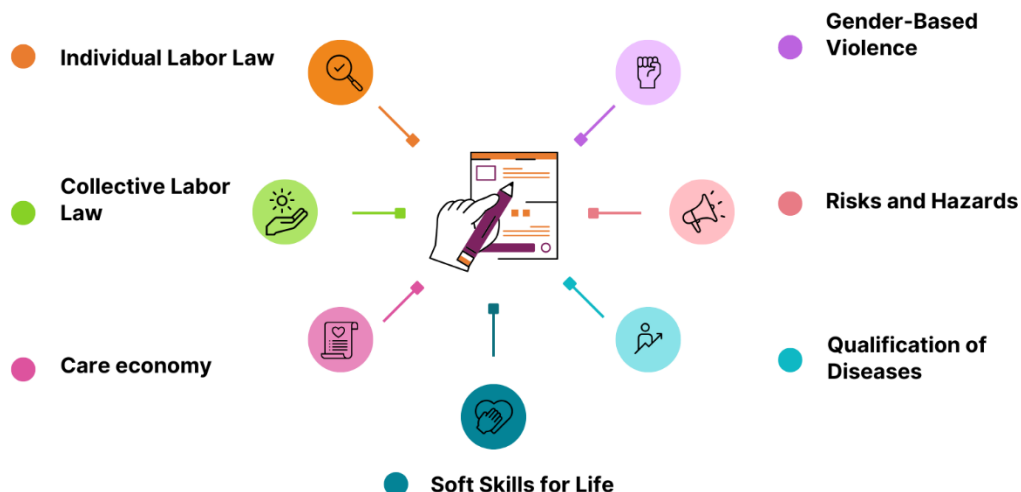 Individual Labor Law
Gender-Based
Violence
Collective Labor
Law
Risks and Hazards
Care economy
Qualification of
Diseases
Soft Skills for Life